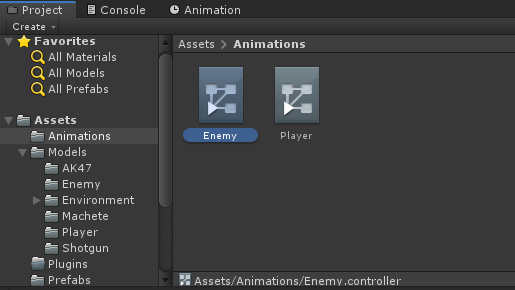 Project
Console
Animation
Create
Favorites
All Materials
All Models
All Prefabs
Assets
Animations
Models
AK47
Enemy
Environment
Machete
Player
Shotgun
Plugins
Prefabs
Assets > Animations
Enemy
Player
Assets/Animations/Enemy.controller